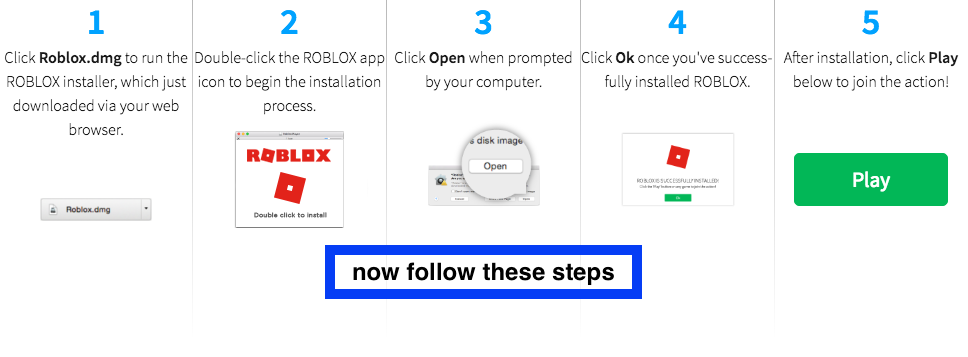 1
Click Roblox.dmg to run the
ROBLOX installer, which just
downloaded via your web
browser.
Roblox.dmg
2
Double-click the ROBLOX app
icon to begin the installation
process.
ROBLOX
Double click to install
3
Click Open when prompted
by your computer.
s disk image
Open
4
Click Ok once you've success-
fully installed ROBLOX.
ROBLOX IS SUCCESSFULLY INSTALLED!
Ok
5
After installation, click Play
below to join the action!
Play
now follow these steps